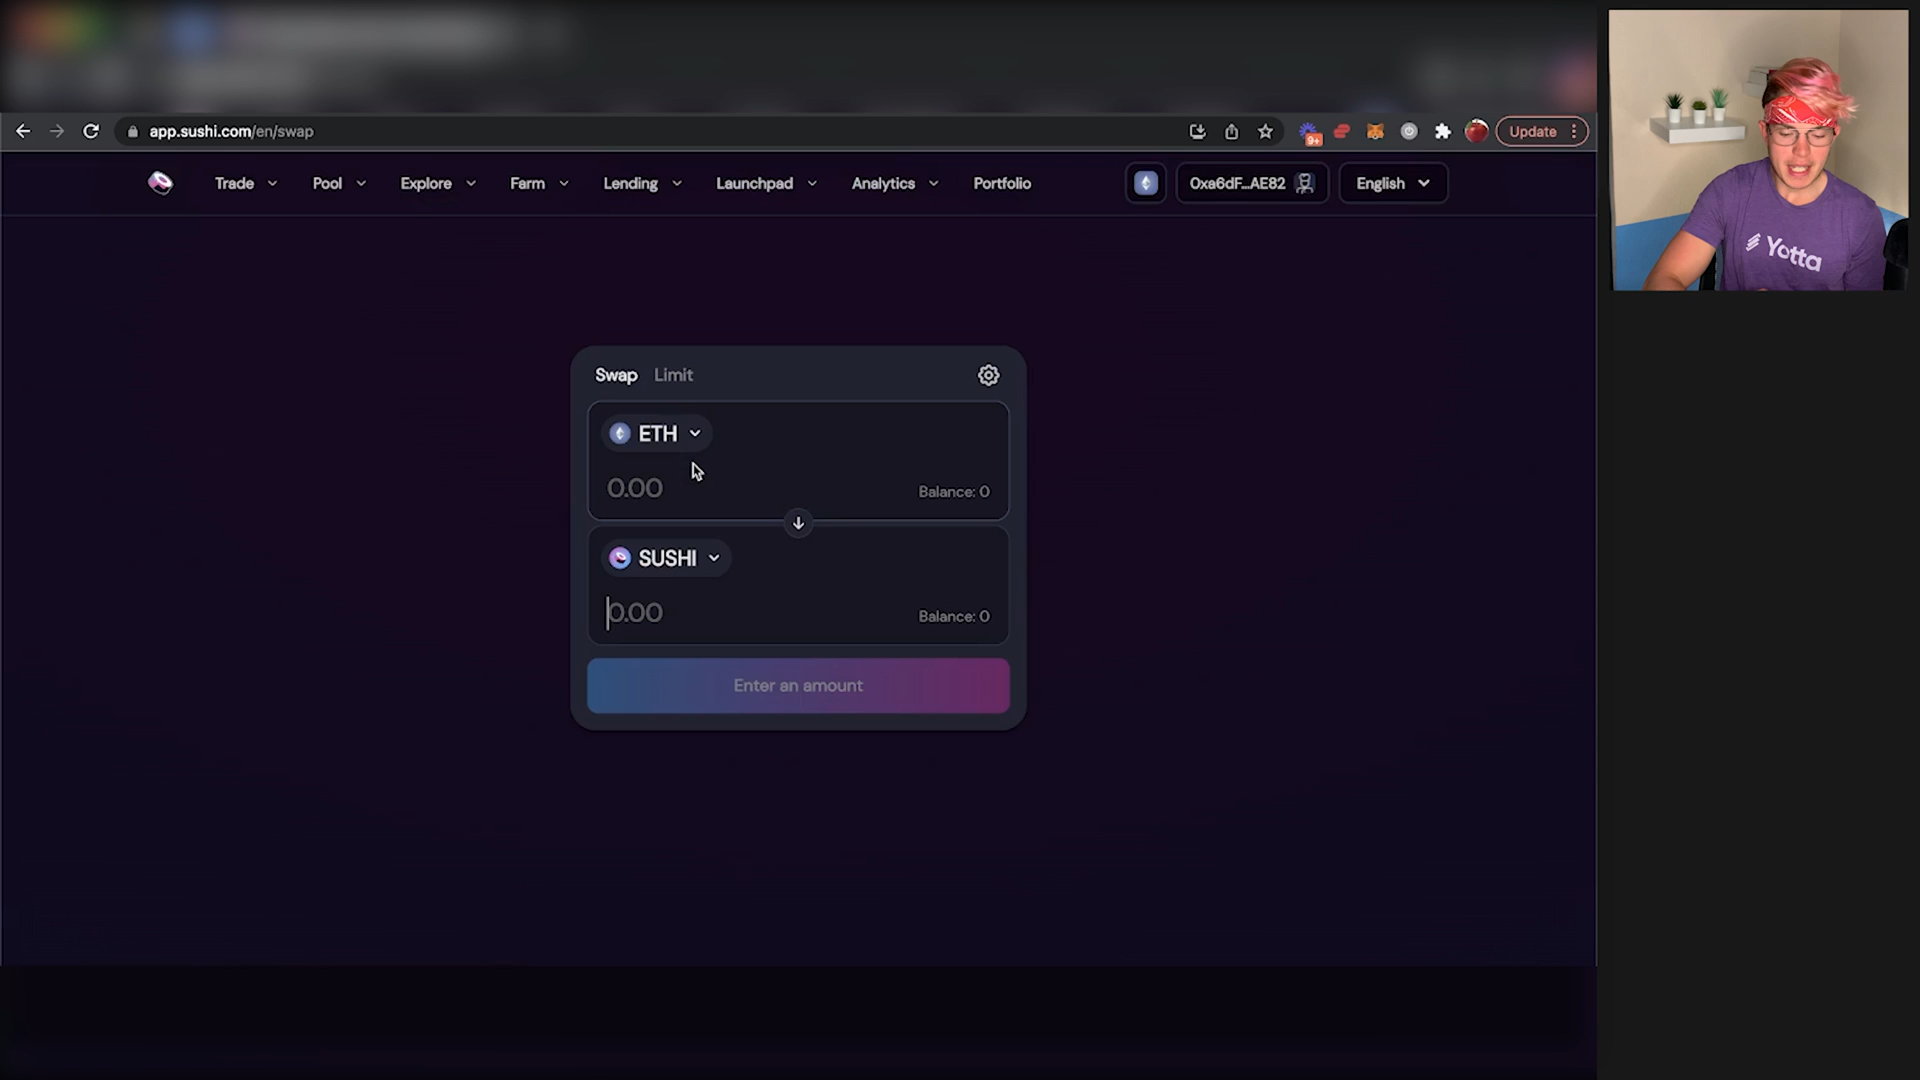 app.sushi.com/en/swap
9+
Update
Trade
Pool
Explore
Farm
Lending
Launchpad
Analytics
Portfolio
0xa6dF...AE82
English
Swap
Limit
ETH
0.00
Balance: 0
SUSHI
0.00
Balance: 0
Enter an amount
Yotta